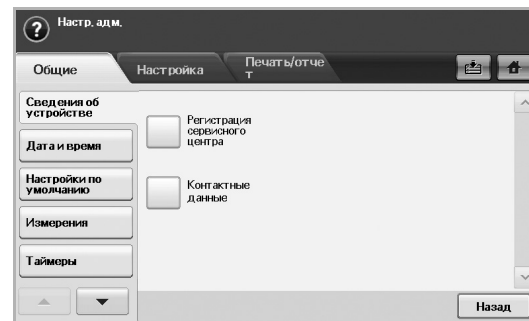 Настр. адм.
Общие
Настройка
Печать/отче
т
Сведения об
устройстве
Дата и время
Настройки по
умолчанию
Измерения
Таймеры
Регистрация
сервисного
центра
Контактные
данные
Назад